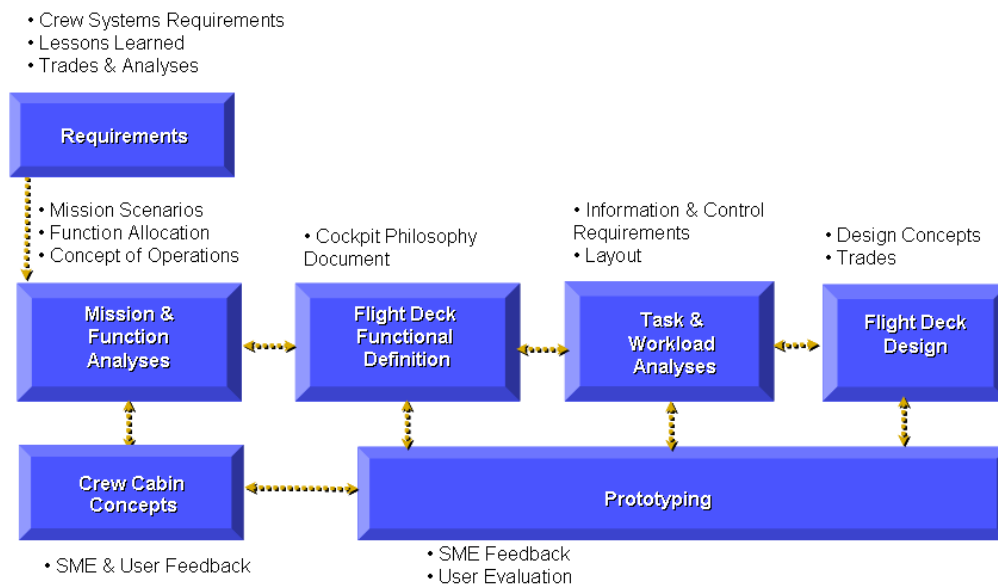 • Crew Systems Requirements
• Lessons Learned
• Trades & Analyses
Requirements
• Mission Scenarios
• Function Allocation
• Concept of Operations
• Cockpit Philosophy
Document
• Information & Control
Requirements
• Layout
• Design Concepts
• Trades
Mission &
Function
Analyses
Flight Deck
Functional
Definition
Task &
Workload
Analyses
Flight Deck
Design
Crew Cabin
Concepts
Prototyping
• SME & User Feedback
• SME Feedback
• User Evaluation